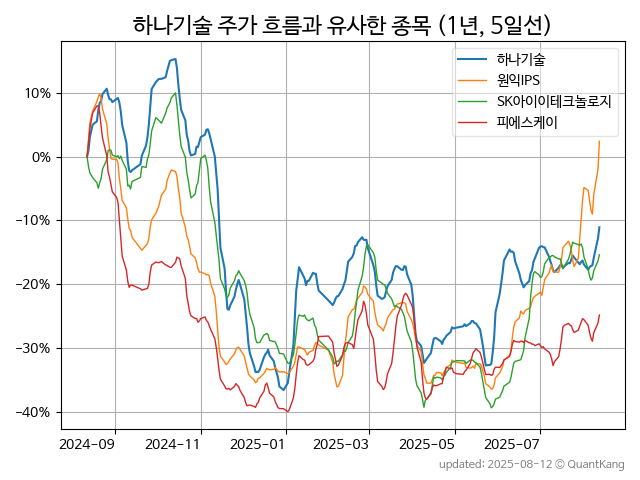 하나기술 주가 흐름과 유사한 종목 (1년, 5일선)
하나기술
원익IPS
SK아이이테크놀로지
피에스케이
10%
0%
−10%
−20%
−30%
−40%
2024-09 2024-11 2025-01 2025-03 2025-05 2025-07
updated: 2025-08-12 © QuantKang